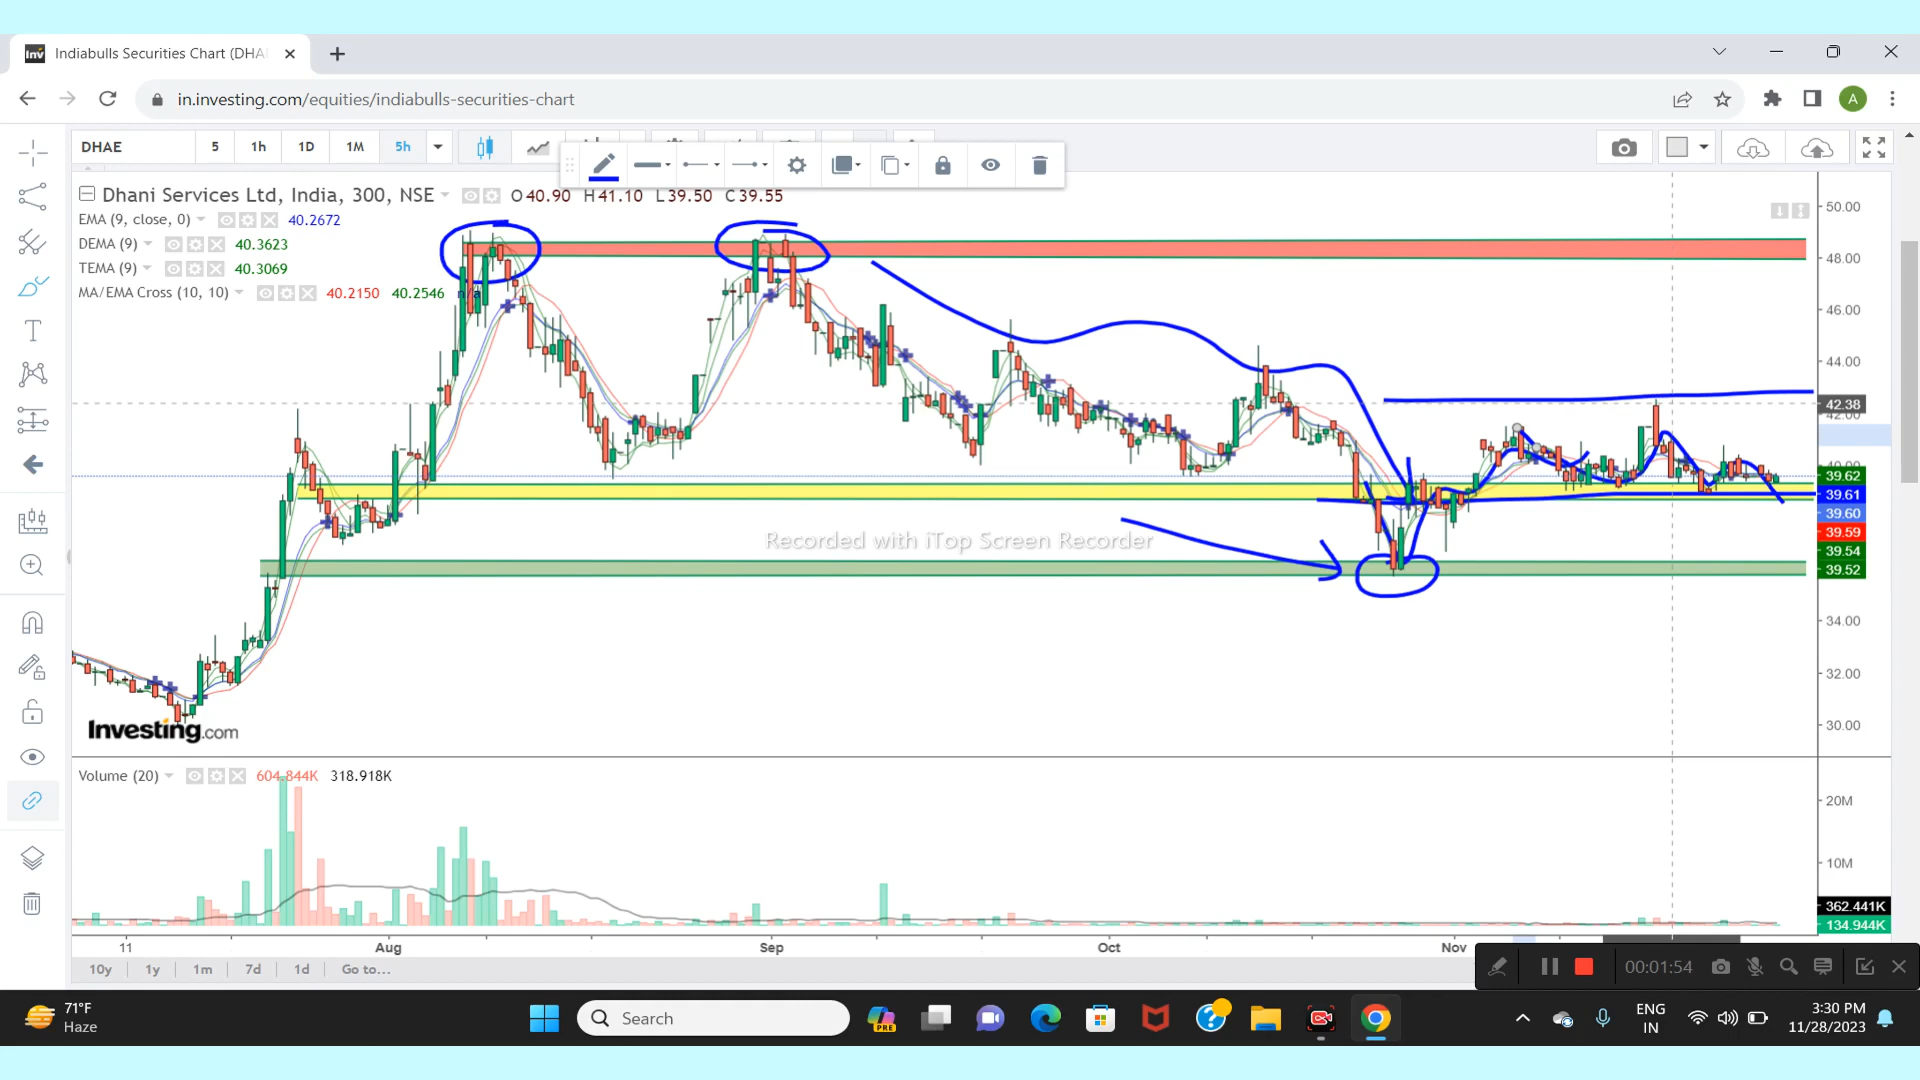 Indiabulls Securities Chart (DHA
in.investing.com/equities/indiabulls-securities-chart
A
DHAE 5 1h 1D 1M 5h
Dhani Services Ltd, India, 300, NSE O 40.90 H 41.10 L 39.50 C 39.55
EMA (9, close, 0) 40.2672
DEMA (9) 40.3623
TEMA (9) 40.3069
MA/EMA Cross (10, 10) 40.2150 40.2546 n/a
50.00
48.00
46.00
44.00
42.38
42.00
40.00
39.62
39.61
39.60
39.59
39.54
39.52
34.00
32.00
30.00
Recorded with iTop Screen Recorder
Investing.com
Volume (20) 604.844K 318.918K
20M
10M
362.441K
134.944K
11 Aug Sep Oct Nov
10y 1y 1m 7d 1d Go to...
00:01:54
71°F
Haze
Search
PRE
ENG
IN
3:30 PM
11/28/2023